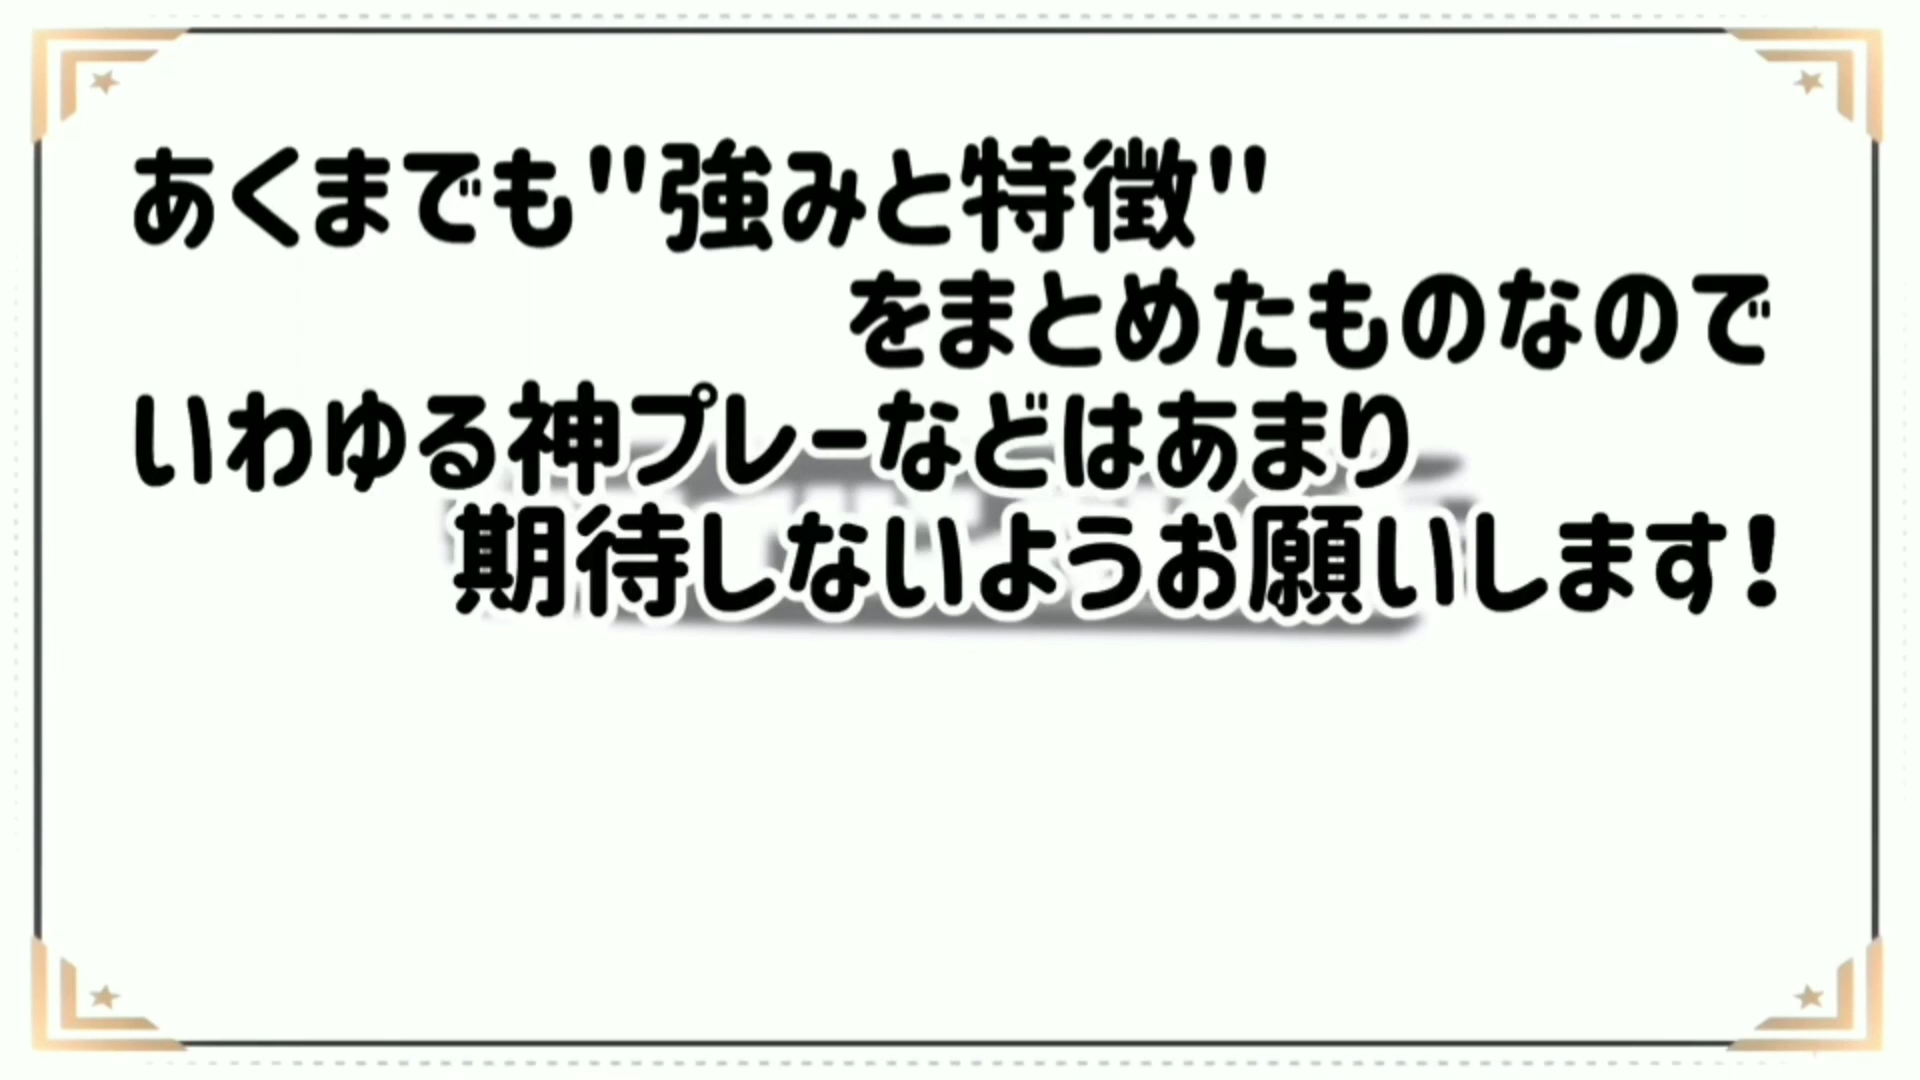 あくまでも"強みと特徴"
をまとめたものなので
いわゆる神プレーなどはあまり
期待しないようお願いします!